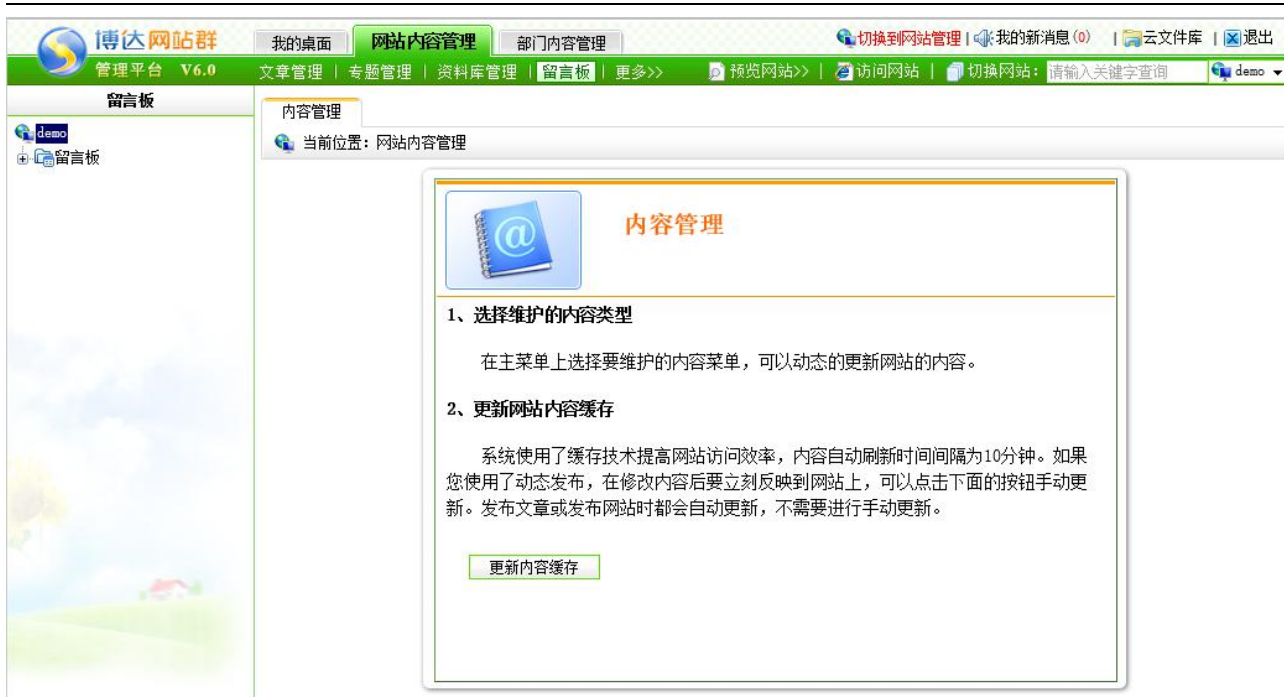 博达网站群
管理平台 V6.0
我的桌面 网站内容管理 部门内容管理
切换到网站管理 | 我的新消息(0) | 云文件库 | 退出
文章管理 | 专题管理 | 资料库管理 | 留言板 | 更多>> 预览网站>> | 访问网站 | 切换网站: 请输入关键字查询 demo
留言板
demo
留言板
内容管理
当前位置: 网站内容管理
内容管理
1、选择维护的内容类型
在主菜单上选择要维护的内容菜单，可以动态的更新网站的内容。
2、更新网站内容缓存
系统使用了缓存技术提高网站访问效率，内容自动刷新时间间隔为10分钟。如果
您使用了动态发布，在修改内容后要立刻反映到网站上，可以点击下面的按钮手动更
新。发布文章或发布网站时都会自动更新，不需要进行手动更新。
更新内容缓存